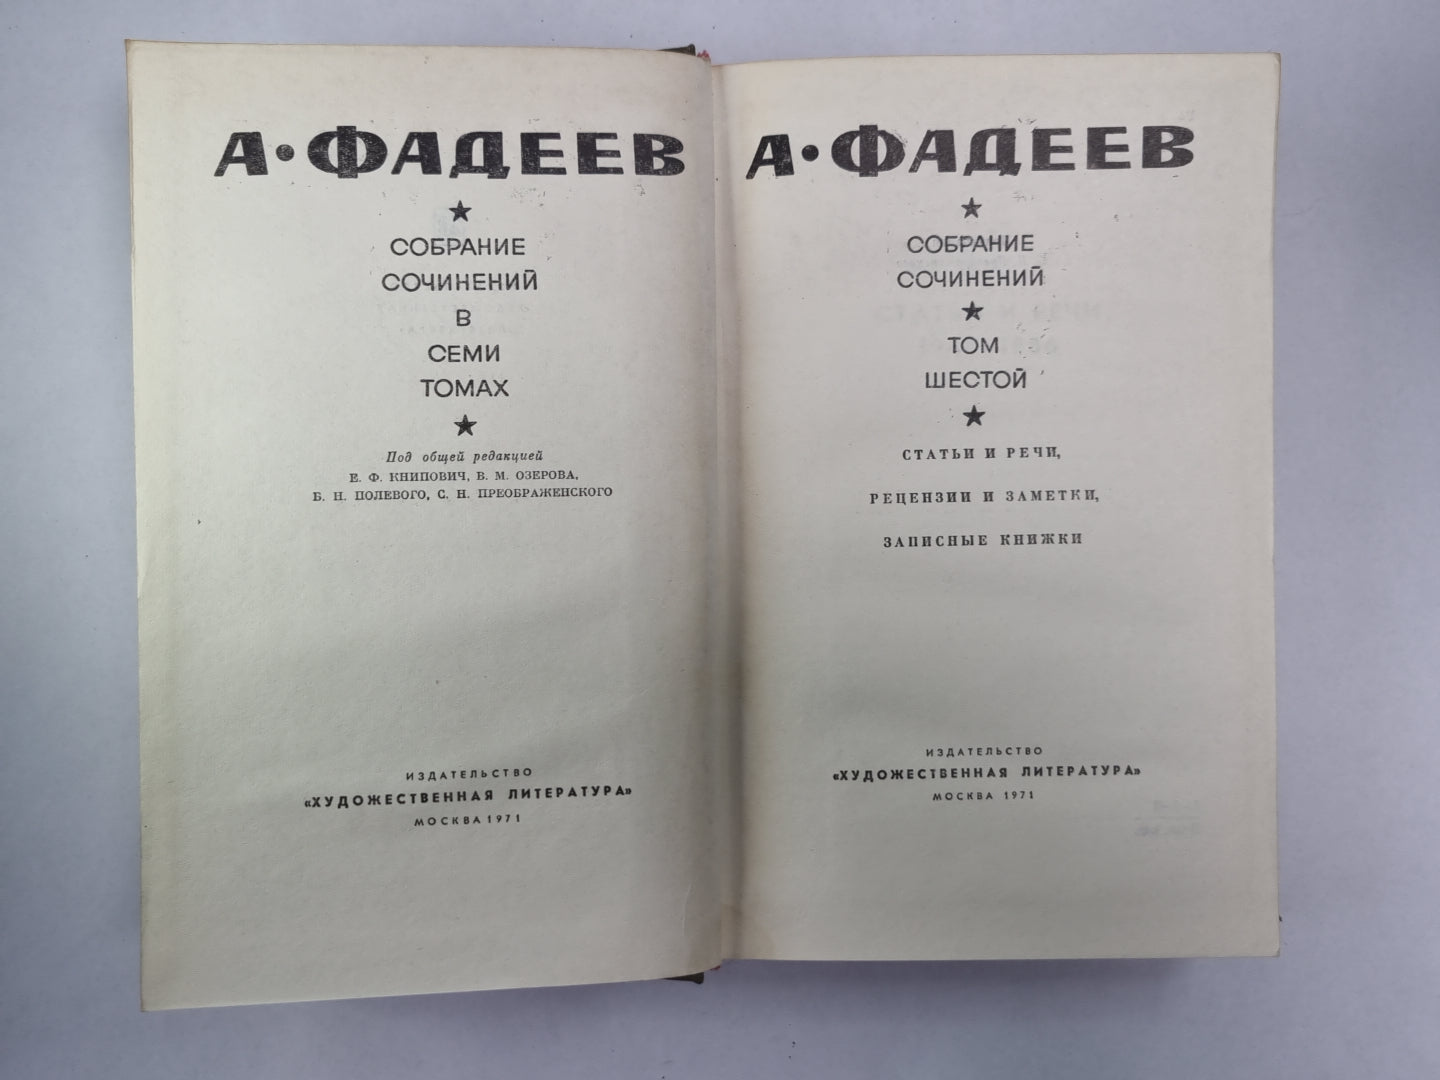 А·ФАДЕЕВ
★
СОБРАНИЕ
СОЧИНЕНИЙ
В
СЕМИ
ТОМАХ
★
Под общей редакцией
Е. Ф. КНИПОВИЧ, В. М. ОЗЕРОВА,
Б. Н. ПОЛЕВОГО, С. Н. ПРЕОБРАЖЕНСКОГО
ИЗДАТЕЛЬСТВО
«ХУДОЖЕСТВЕННАЯ ЛИТЕРАТУРА»
МОСКВА 1971
А·ФАДЕЕВ
★
СОБРАНИЕ
СОЧИНЕНИЙ
★
ТОМ
ШЕСТОЙ
★
СТАТЬИ И РЕЧИ,
РЕЦЕНЗИИ И ЗАМЕТКИ,
ЗАПИСНЫЕ КНИЖКИ
ИЗДАТЕЛЬСТВО
«ХУДОЖЕСТВЕННАЯ ЛИТЕРАТУРА»
МОСКВА 1971